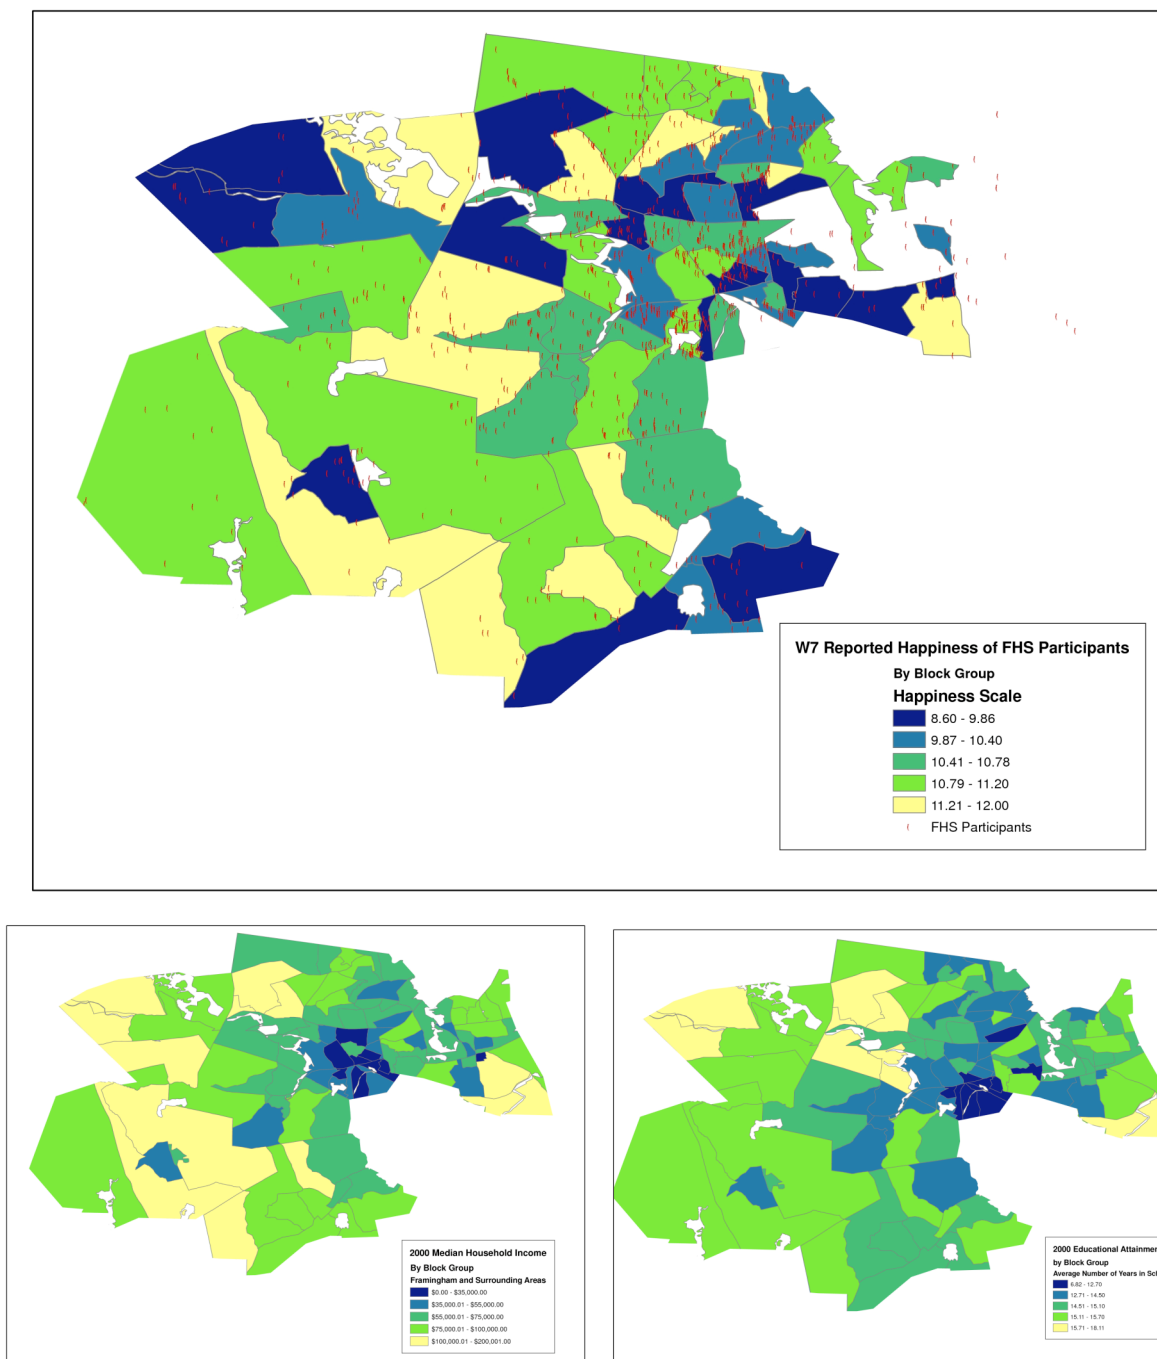 W7 Reported Happiness of FHS Participants
By Block Group
Happiness Scale
8.60 - 9.86
9.87 - 10.40
10.41 - 10.78
10.79 - 11.20
11.21 - 12.00
FHS Participants
2000 Median Household Income
By Block Group
Framingham and Surrounding Areas
$0.00 - $35,000.00
$35,000.01 - $55,000.00
$55,000.01 - $75,000.00
$75,000.01 - $100,000.00
$100,000.01 - $200,001.00
2000 Educational Attainmen
by Block Group
Average Number of Years in Sch
6.82 - 12.70
12.71 - 14.50
14.51 - 15.10
15.11 - 15.70
15.71 - 18.11